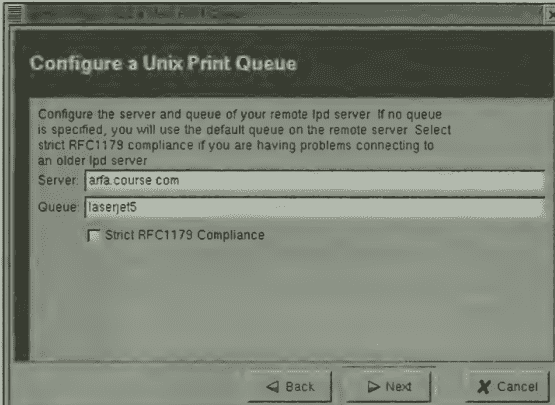 Configure a Unix Print Queue
Configure the server and queue of your remote lpd server. If no queue
is specified, you will use the default queue on the remote server. Select
strict RFC1179 compliance if you are having problems connecting to
an older lpd server
Server: arfa.course.com
Queue: laserjet5
Strict RFC1179 Compliance
Back
Next
Cancel